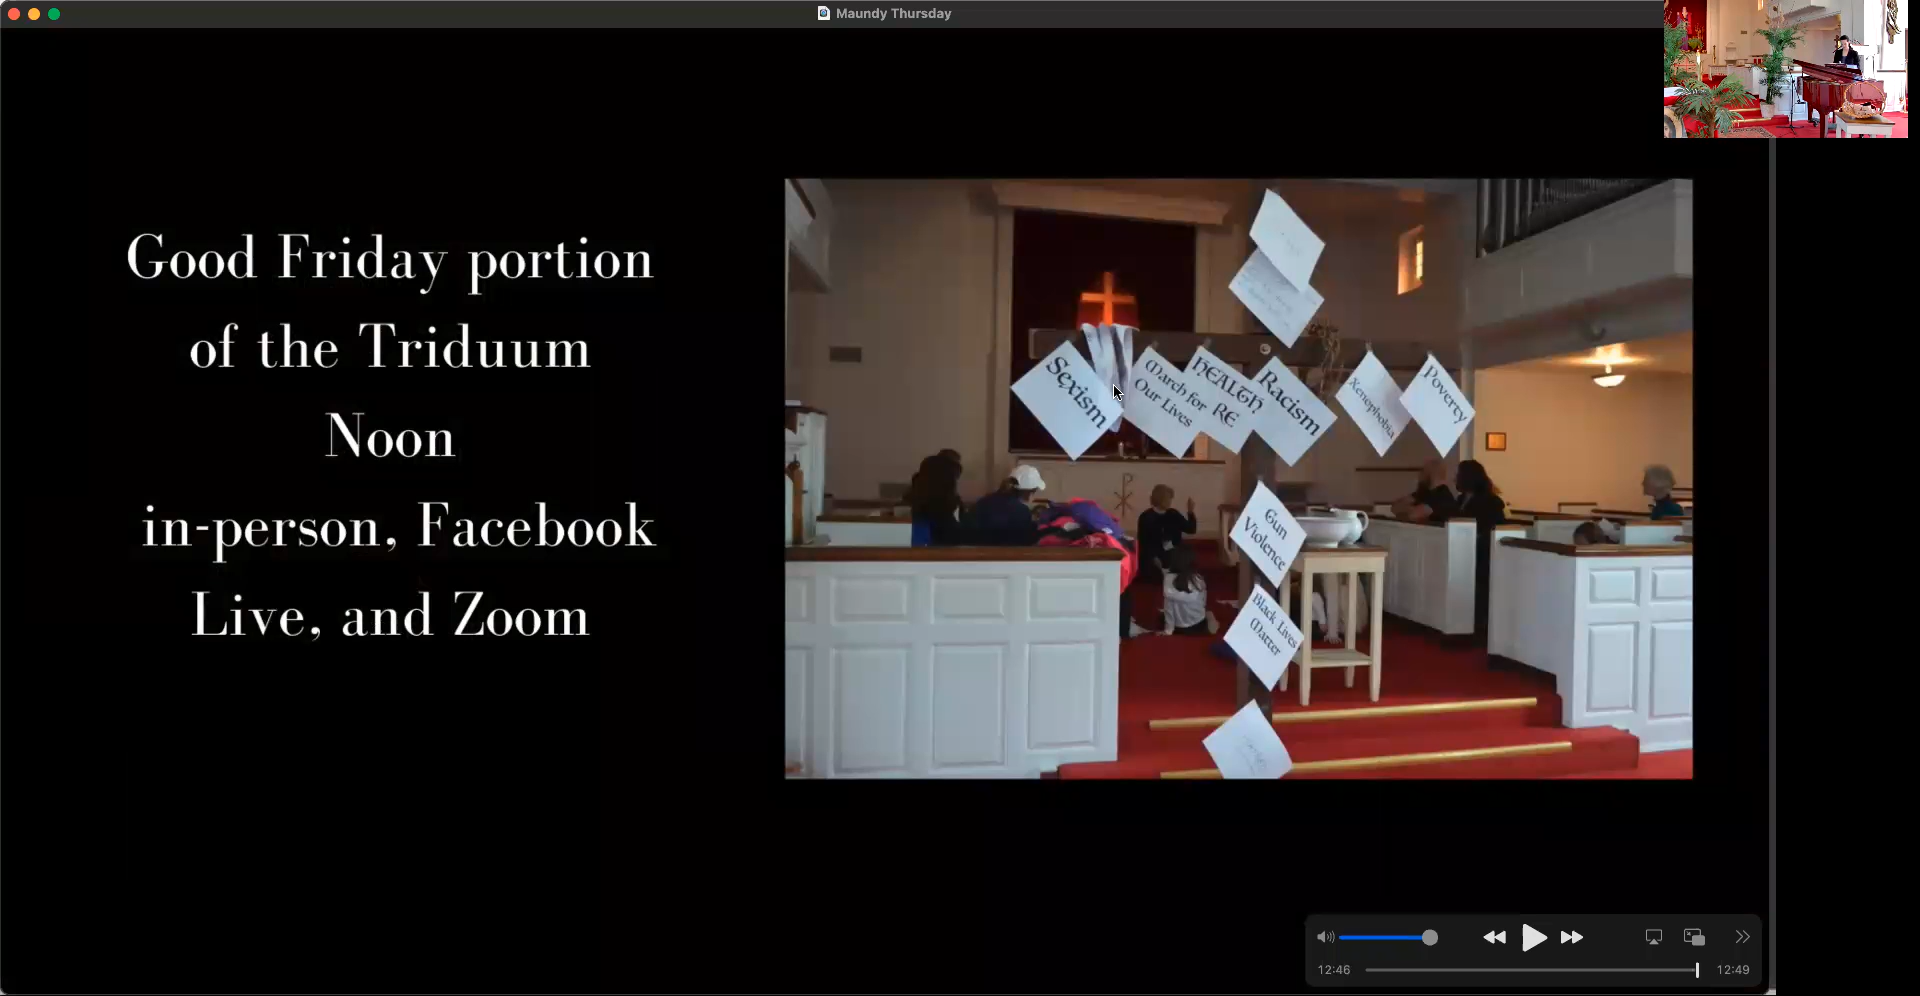 Maundy Thursday
Good Friday portion
of the Triduum
Noon
in-person, Facebook
Live, and Zoom
Sexism
March for
Our Lives
HEALTH
RE
Racism
Xenophobia
Poverty
Gun
Violence
Black Lives
Matter
12:46
12:49